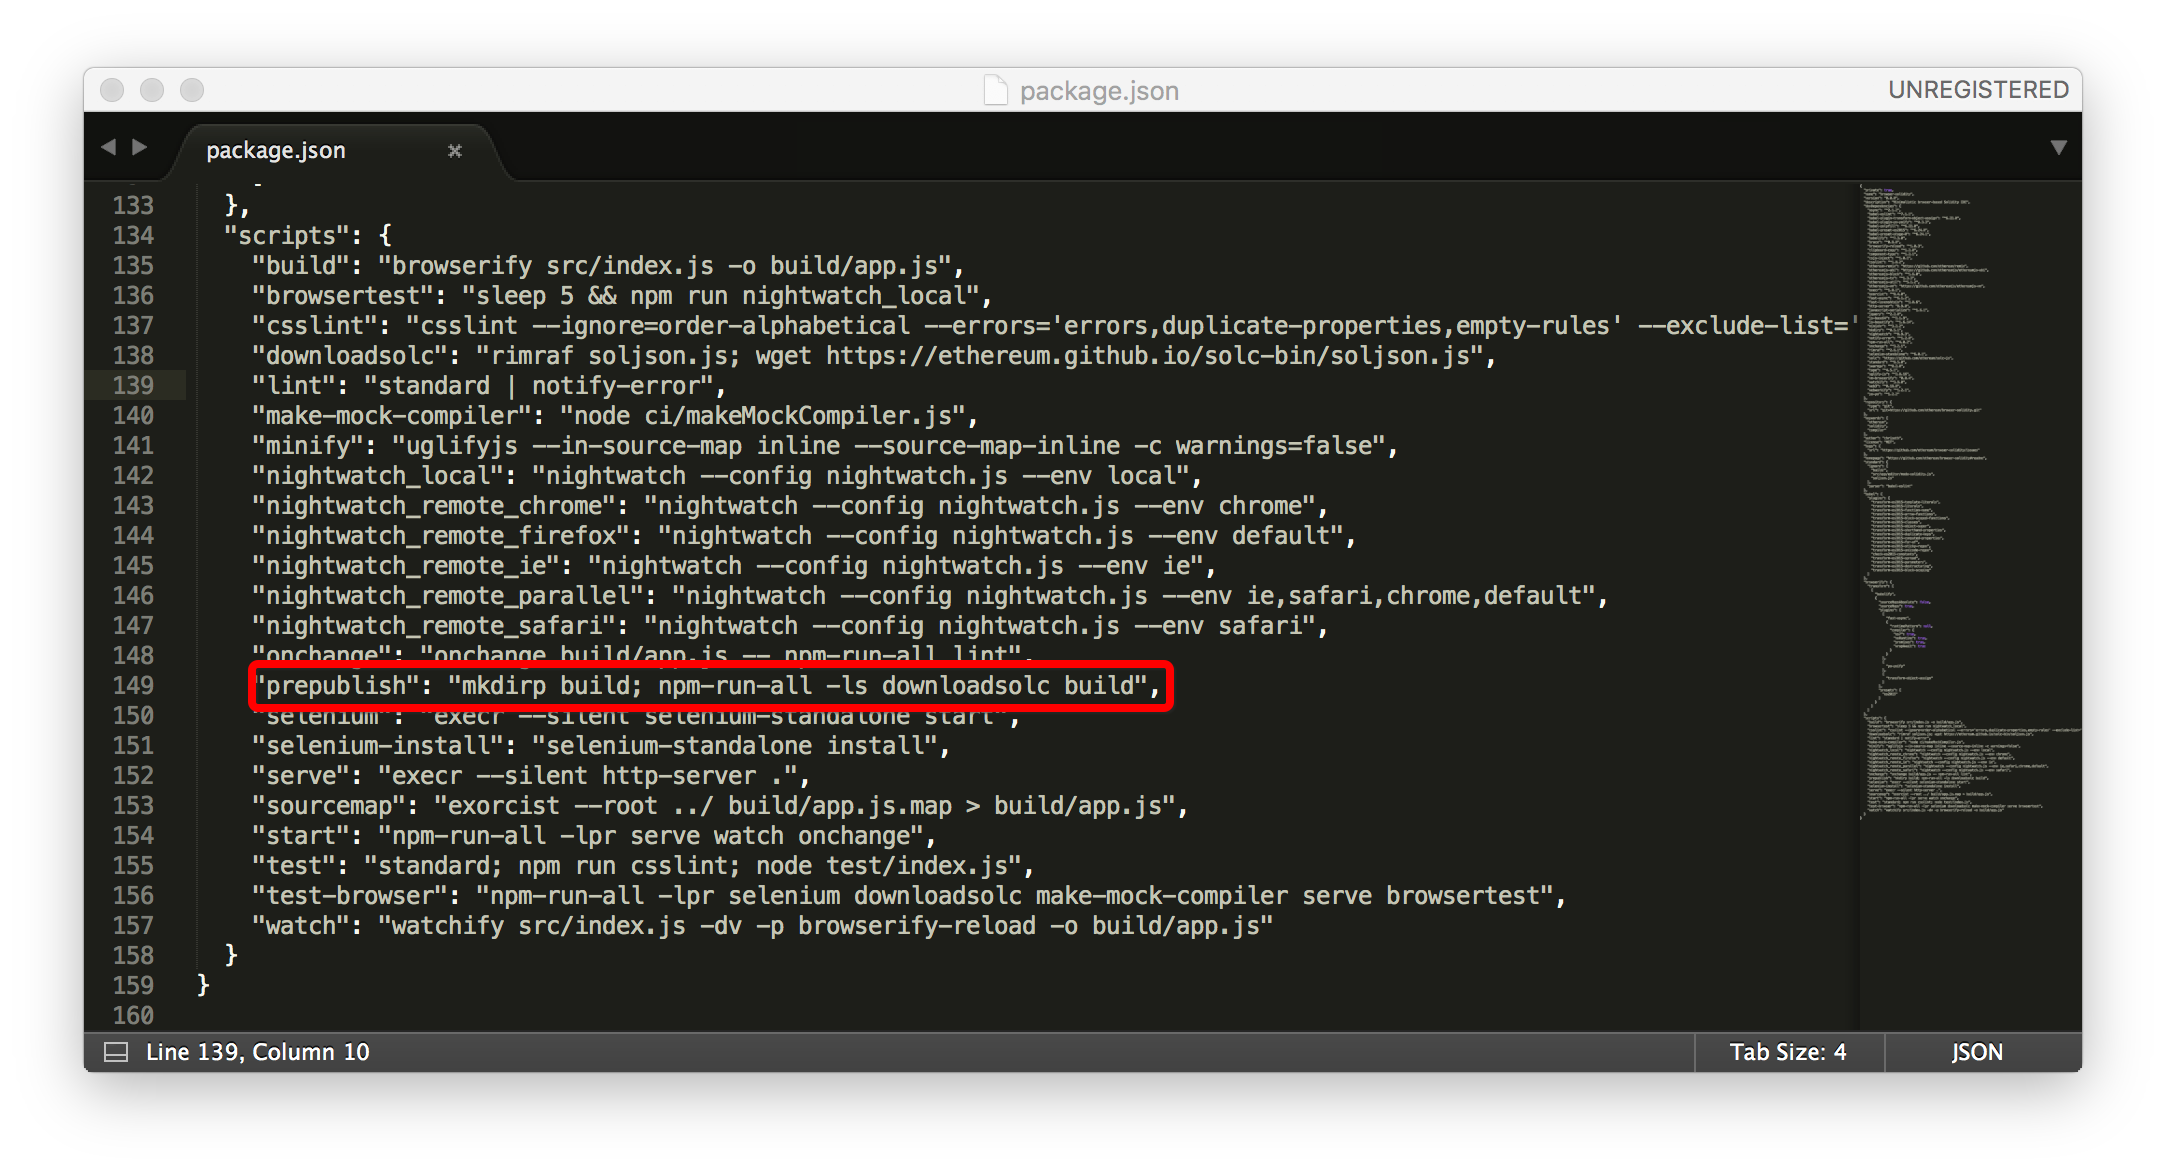 package.json
UNREGISTERED
package.json
133 },
134 "scripts": {
135 "build": "browserify src/index.js -o build/app.js",
136 "browsertest": "sleep 5 && npm run nightwatch_local",
137 "csslint": "csslint --ignore=order-alphabetical --errors='errors,duplicate-properties,empty-rules' --exclude-list='
138 "downloadsolc": "rimraf soljson.js; wget https://ethereum.github.io/solc-bin/soljson.js",
139 "lint": "standard | notify-error",
140 "make-mock-compiler": "node ci/makeMockCompiler.js",
141 "minify": "uglifyjs --in-source-map inline --source-map-inline -c warnings=false",
142 "nightwatch_local": "nightwatch --config nightwatch.js --env local",
143 "nightwatch_remote_chrome": "nightwatch --config nightwatch.js --env chrome",
144 "nightwatch_remote_firefox": "nightwatch --config nightwatch.js --env default",
145 "nightwatch_remote_ie": "nightwatch --config nightwatch.js --env ie",
146 "nightwatch_remote_parallel": "nightwatch --config nightwatch.js --env ie,safari,chrome,default",
147 "nightwatch_remote_safari": "nightwatch --config nightwatch.js --env safari",
148 "onchange": "onchange build/app.js -- npm-run-all lint",
149 "prepublish": "mkdirp build; npm-run-all -ls downloadsolc build",
150 "selenium": "execr --silent selenium-standalone start",
151 "selenium-install": "selenium-standalone install",
152 "serve": "execr --silent http-server .",
153 "sourcemap": "exorcist --root ../ build/app.js.map > build/app.js",
154 "start": "npm-run-all -lpr serve watch onchange",
155 "test": "standard; npm run csslint; node test/index.js",
156 "test-browser": "npm-run-all -lpr selenium downloadsolc make-mock-compiler serve browsertest",
157 "watch": "watchify src/index.js -dv -p browserify-reload -o build/app.js"
158 }
159 }
160
Line 139, Column 10
Tab Size: 4
JSON